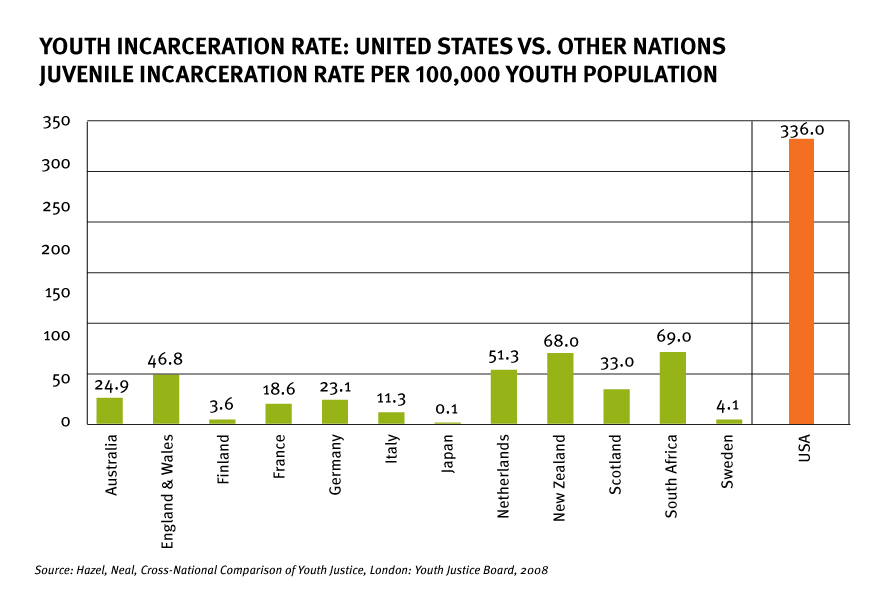 YOUTH INCARCERATION RATE: UNITED STATES VS. OTHER NATIONS
JUVENILE INCARCERATION RATE PER 100,000 YOUTH POPULATION
350
300
250
200
150
100
50
0
24.9
46.8
3.6
18.6
23.1
11.3
0.1
51.3
68.0
33.0
69.0
4.1
336.0
Australia
England & Wales
Finland
France
Germany
Italy
Japan
Netherlands
New Zealand
Scotland
South Africa
Sweden
USA
Source: Hazel, Neal, Cross-National Comparison of Youth Justice, London: Youth Justice Board, 2008